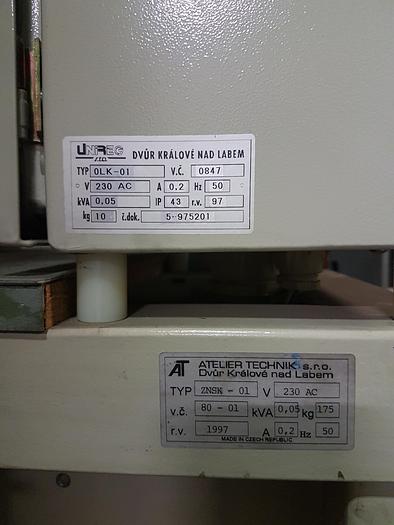 UNIREG s.r.o. DVŮR KRÁLOVÉ NAD LABEM
TYP OLK-01 V.Č. 0847
V 230 AC A 0.2 Hz 50
kVA 0,05 IP 43 r.v. 97
kg 10 č.dok. 5-975201
AT ATELIER TECHNIK s.r.o.
Dvůr Králové nad Labem
TYP ZNSK - 01 V 230 AC
v.č. 80 - 01 kVA 0,05 kg 175
r.v. 1997 A 0,2 Hz 50
MADE IN CZECH REPUBLIC